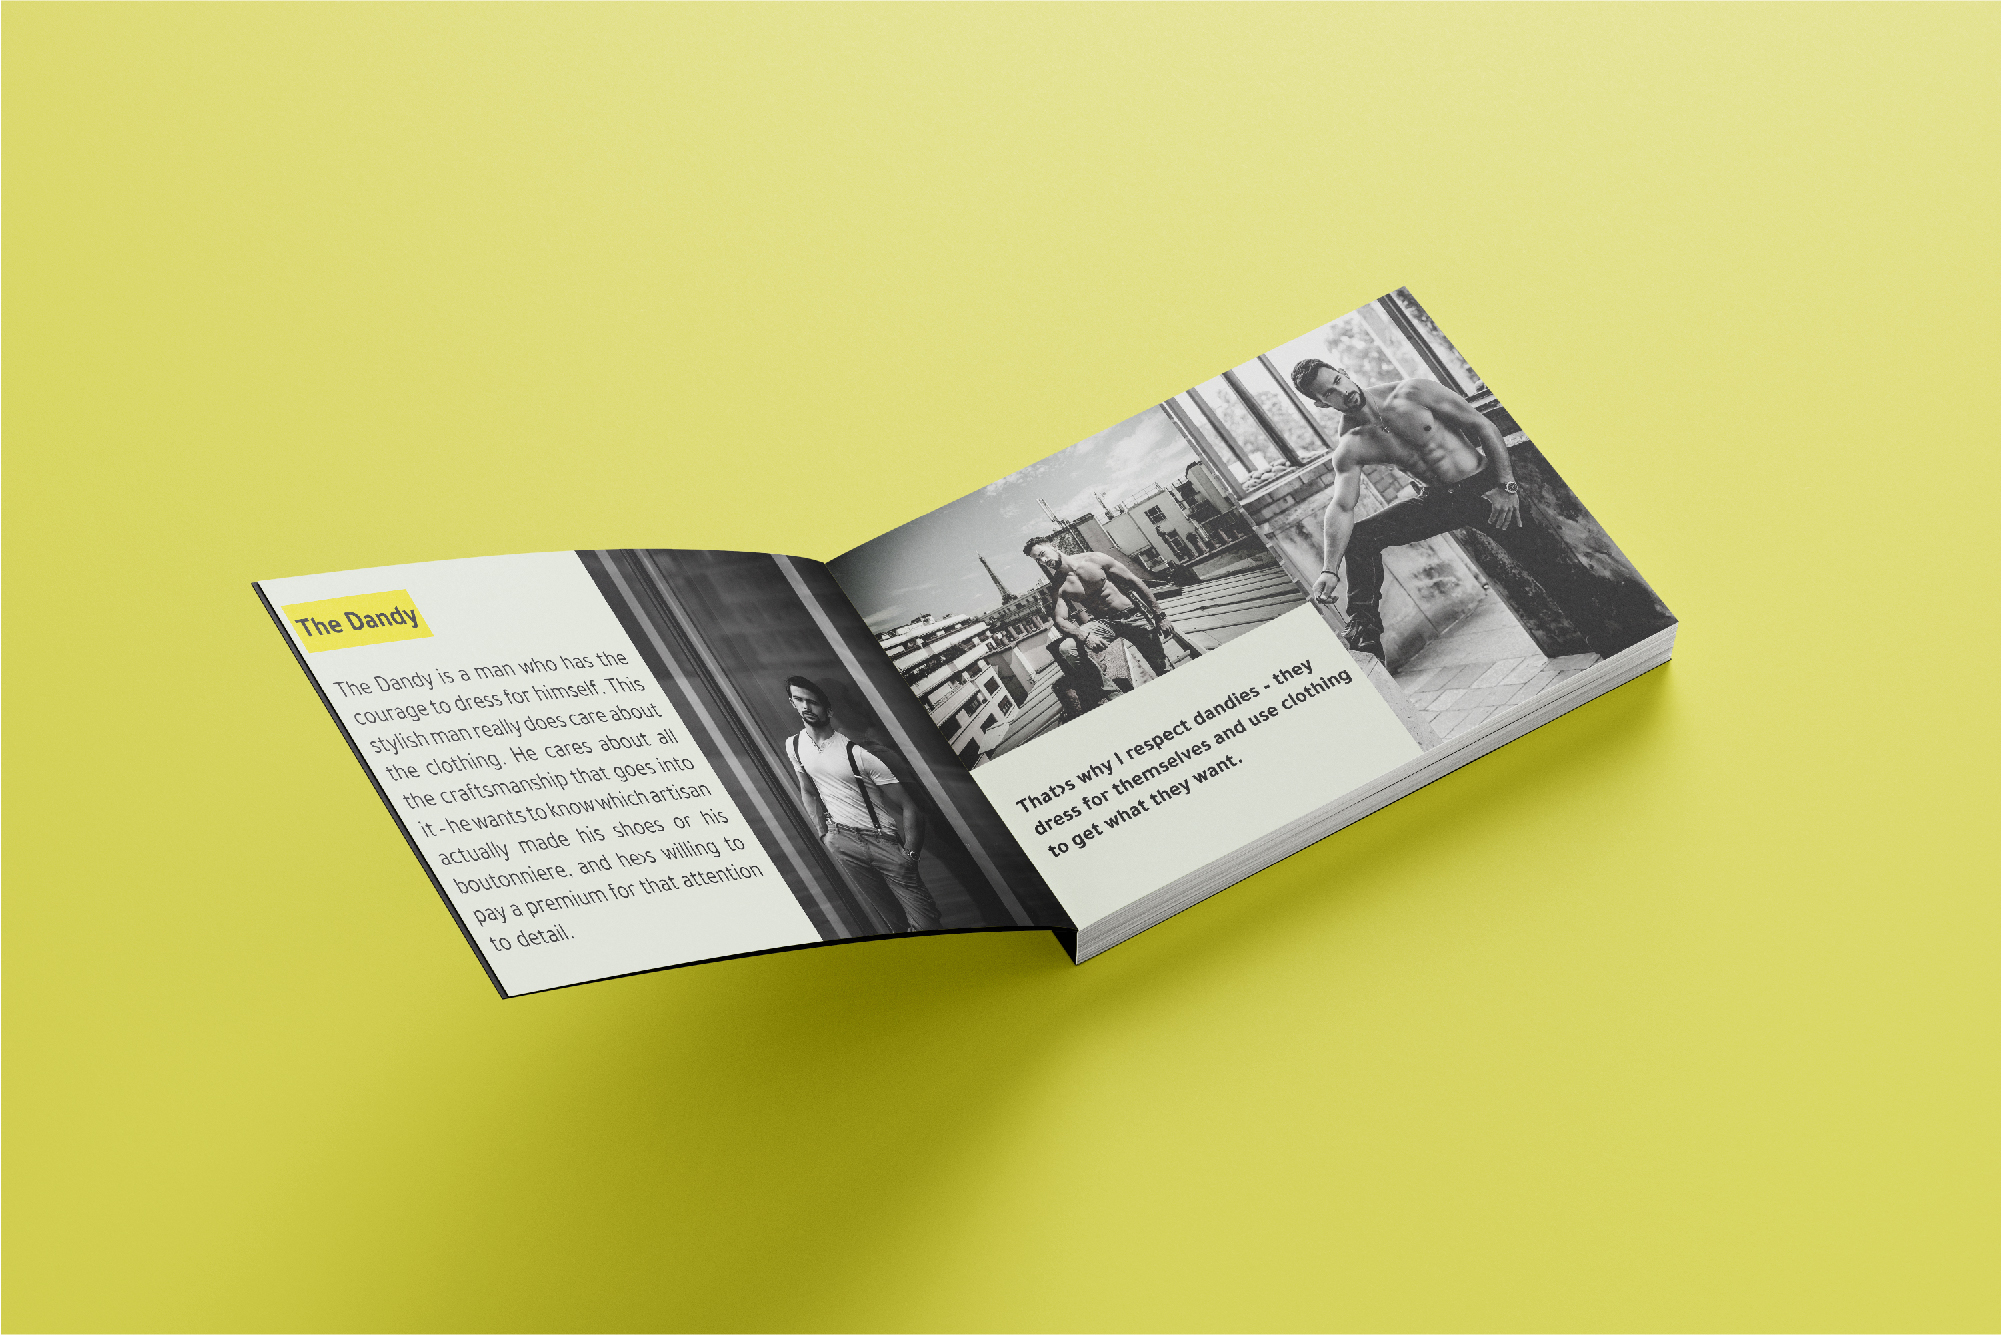 The Dandy
The Dandy is a man who has the
courage to dress for himself. This
stylish man really does care about
the clothing. He cares about all
the craftsmanship that goes into
it - he wants to know which artisan
actually made his shoes or his
boutonniere, and he›s willing to
pay a premium for that attention
to detail.
That›s why I respect dandies - they
dress for themselves and use clothing
to get what they want.